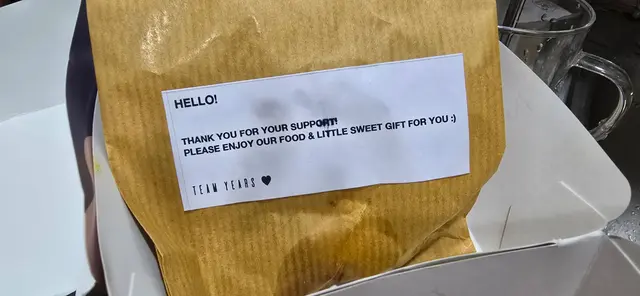 HELLO!
THANK YOU FOR YOUR SUPPORT!
PLEASE ENJOY OUR FOOD & LITTLE SWEET GIFT FOR YOU :)
TEAM YEARS ♥